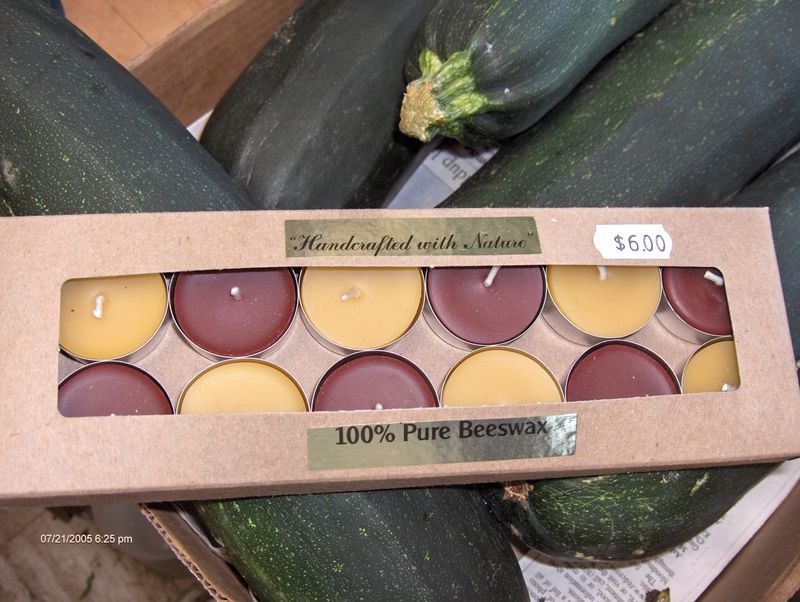 "Handcrafted with Nature"
$6.00
100% Pure Beeswax
07/21/2005 6:25 pm